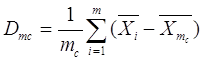 $D_{mc} = \frac{1}{m_c} \sum_{i=1}^{m} (\overline{X_i} - \overline{X_{m_c}})$